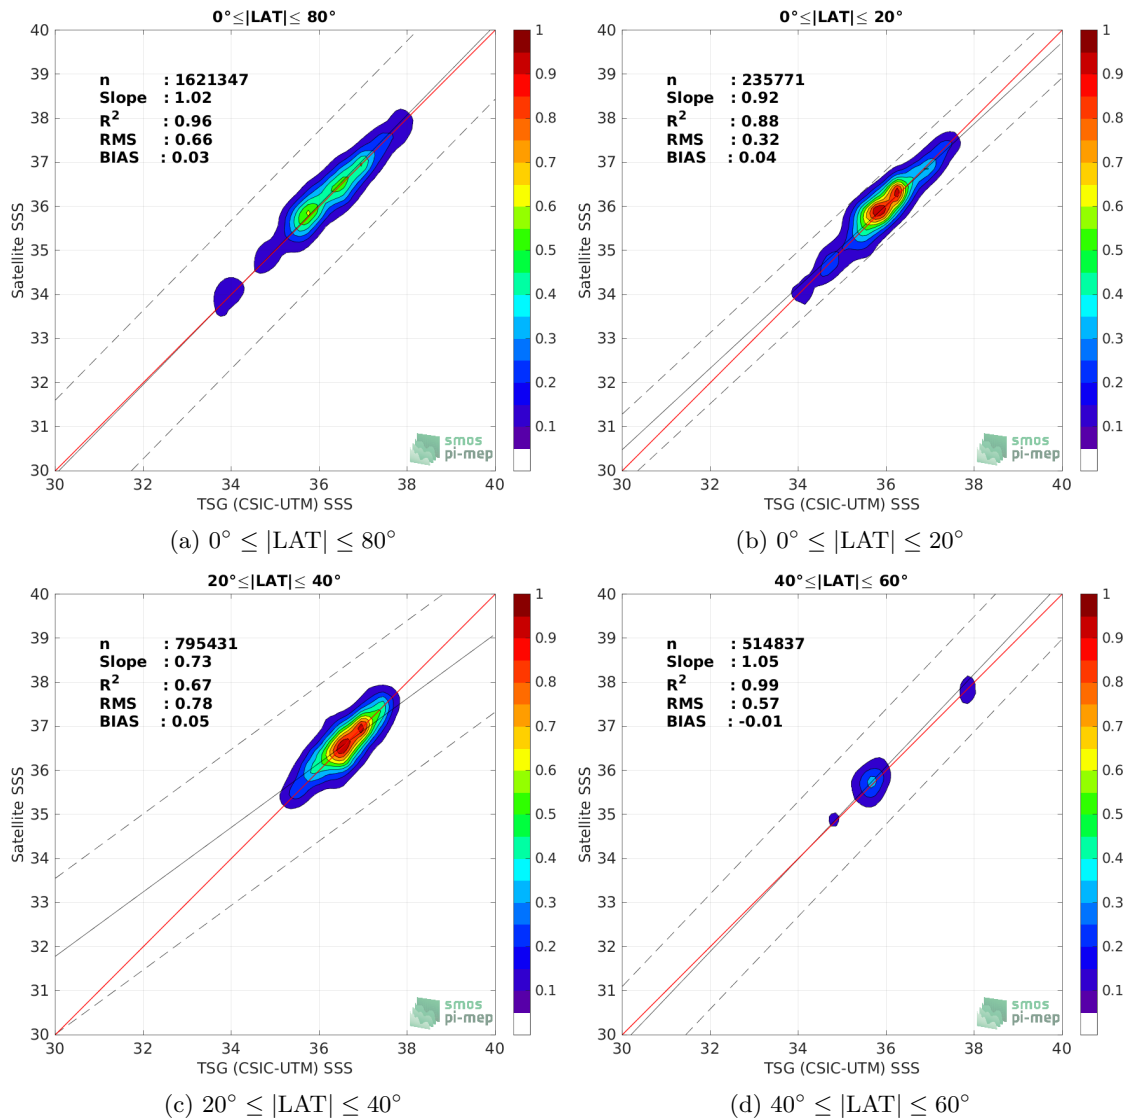 0°≤|LAT|≤ 80°
40
39
38
37
36
35
34
33
32
31
30
Satellite SSS
n : 1621347
Slope : 1.02
R2 : 0.96
RMS : 0.66
BIAS : 0.03
smos
pi-mep
30 32 34 36 38 40
TSG (CSIC-UTM) SSS
1
0.9
0.8
0.7
0.6
0.5
0.4
0.3
0.2
0.1
(a) 0° ≤ |LAT| ≤ 80°
0°≤|LAT|≤ 20°
40
39
38
37
36
35
34
33
32
31
30
Satellite SSS
n : 235771
Slope : 0.92
R2 : 0.88
RMS : 0.32
BIAS : 0.04
smos
pi-mep
30 32 34 36 38 40
TSG (CSIC-UTM) SSS
1
0.9
0.8
0.7
0.6
0.5
0.4
0.3
0.2
0.1
(b) 0° ≤ |LAT| ≤ 20°
20°≤|LAT|≤ 40°
40
39
38
37
36
35
34
33
32
31
30
Satellite SSS
n : 795431
Slope : 0.73
R2 : 0.67
RMS : 0.78
BIAS : 0.05
smos
pi-mep
30 32 34 36 38 40
TSG (CSIC-UTM) SSS
1
0.9
0.8
0.7
0.6
0.5
0.4
0.3
0.2
0.1
(c) 20° ≤ |LAT| ≤ 40°
40°≤|LAT|≤ 60°
40
39
38
37
36
35
34
33
32
31
30
Satellite SSS
n : 514837
Slope : 1.05
R2 : 0.99
RMS : 0.57
BIAS : -0.01
smos
pi-mep
30 32 34 36 38 40
TSG (CSIC-UTM) SSS
1
0.9
0.8
0.7
0.6
0.5
0.4
0.3
0.2
0.1
(d) 40° ≤ |LAT| ≤ 60°